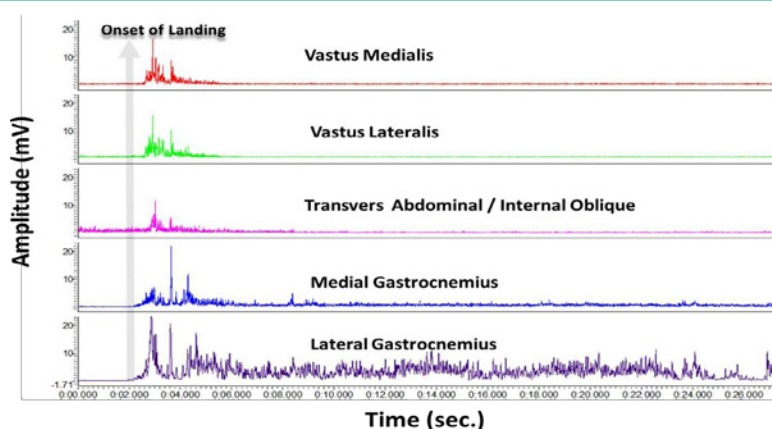 Onset of Landing
20
10
Vastus Medialis
20
10
Vastus Lateralis
20
10
Transvers Abdominal / Internal Oblique
20
10
Medial Gastrocnemius
20
10
-1.71
Lateral Gastrocnemius
Amplitude (mV)
0:00.000 0:02.000 0:04.000 0:06.000 0:08.000 0:10.000 0:12.000 0:14.000 0:16.000 0:18.000 0:20.000 0:22.000 0:24.000 0:26.000
Time (sec.)